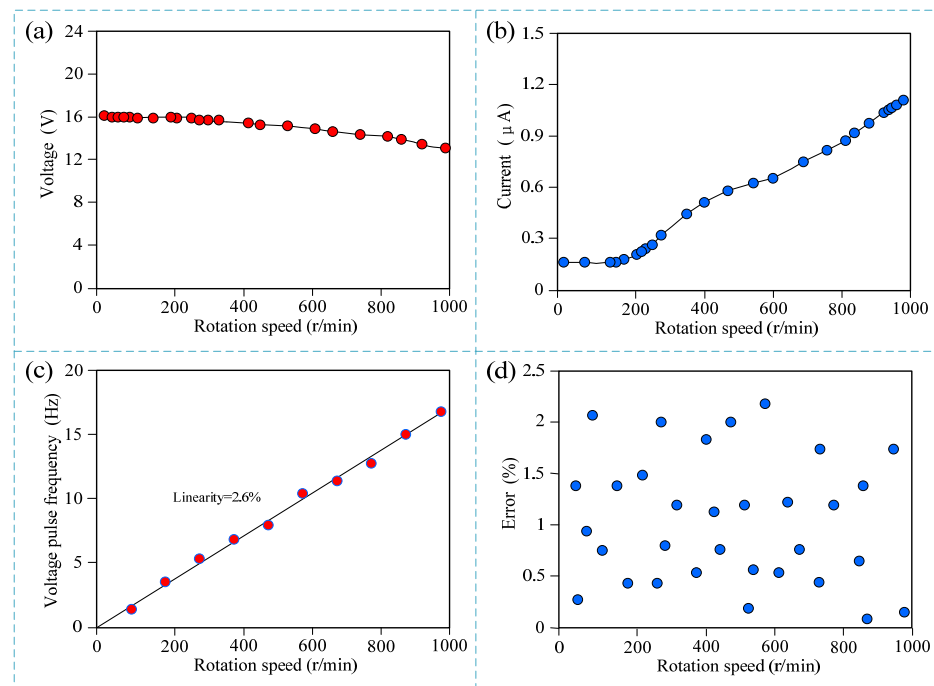 (a)
24
20
16
12
8
4
0
Voltage (V)
0 200 400 600 800 1000
Rotation speed (r/min)
(b)
1.5
1.2
0.9
0.6
0.3
0
Current (μA)
0 200 400 600 800 1000
Rotation speed (r/min)
(c)
20
15
10
5
0
Voltage pulse frequency (Hz)
Linearity=2.6%
0 200 400 600 800 1000
Rotation speed (r/min)
(d)
2.5
2
1.5
1
0.5
0
Error (%)
0 200 400 600 800 1000
Rotation speed (r/min)